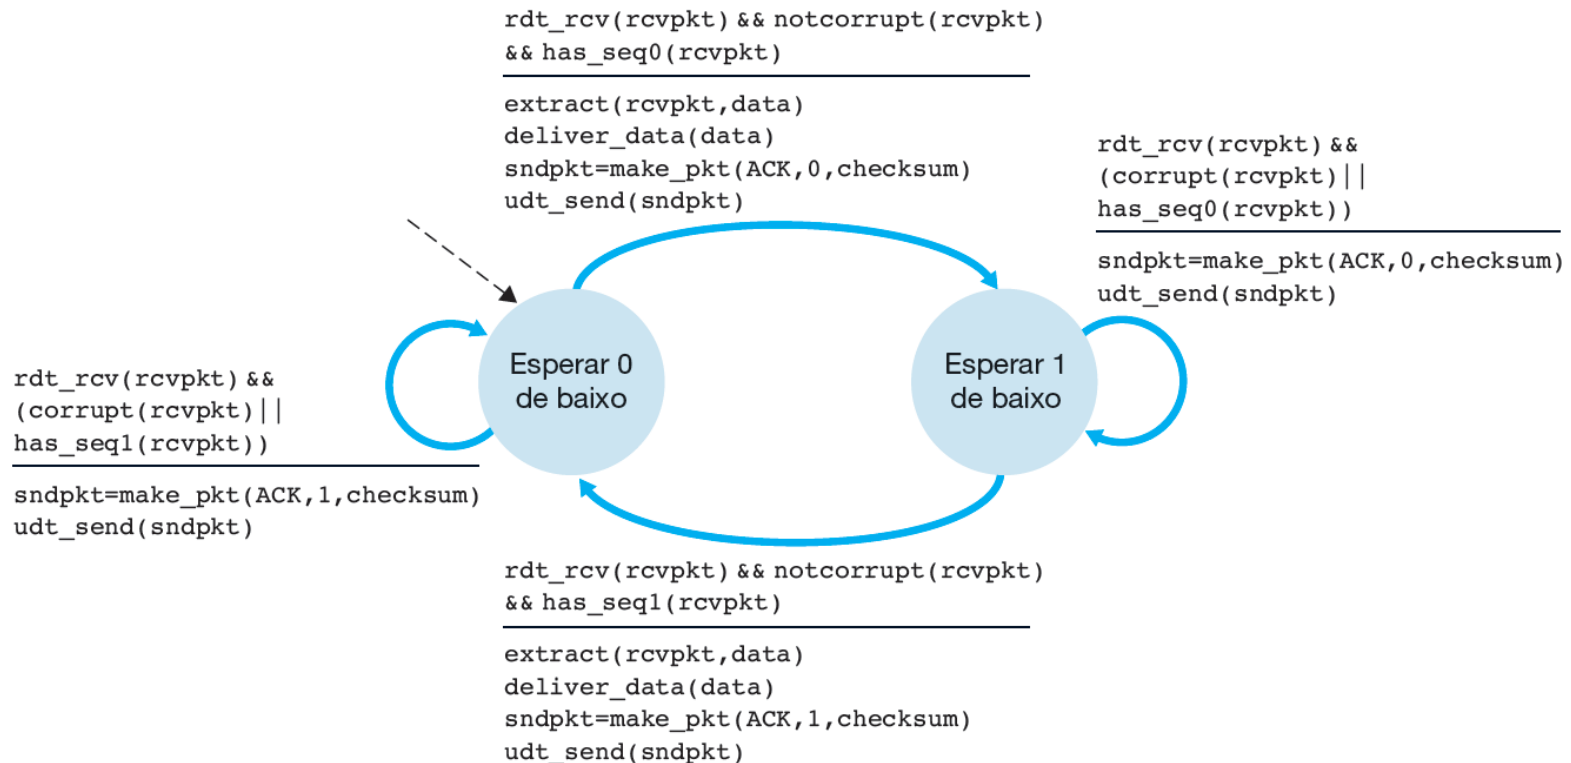 rdt_rcv(rcvpkt) && notcorrupt(rcvpkt)
&& has_seq0(rcvpkt)
extract(rcvpkt,data)
deliver_data(data)
sndpkt=make_pkt(ACK,0,checksum)
udt_send(sndpkt)
rdt_rcv(rcvpkt) &&
(corrupt(rcvpkt)||
has_seq0(rcvpkt))
sndpkt=make_pkt(ACK,0,checksum)
udt_send(sndpkt)
Esperar 0
de baixo
Esperar 1
de baixo
rdt_rcv(rcvpkt) &&
(corrupt(rcvpkt)||
has_seq1(rcvpkt))
sndpkt=make_pkt(ACK,1,checksum)
udt_send(sndpkt)
rdt_rcv(rcvpkt) && notcorrupt(rcvpkt)
&& has_seq1(rcvpkt)
extract(rcvpkt,data)
deliver_data(data)
sndpkt=make_pkt(ACK,1,checksum)
udt_send(sndpkt)